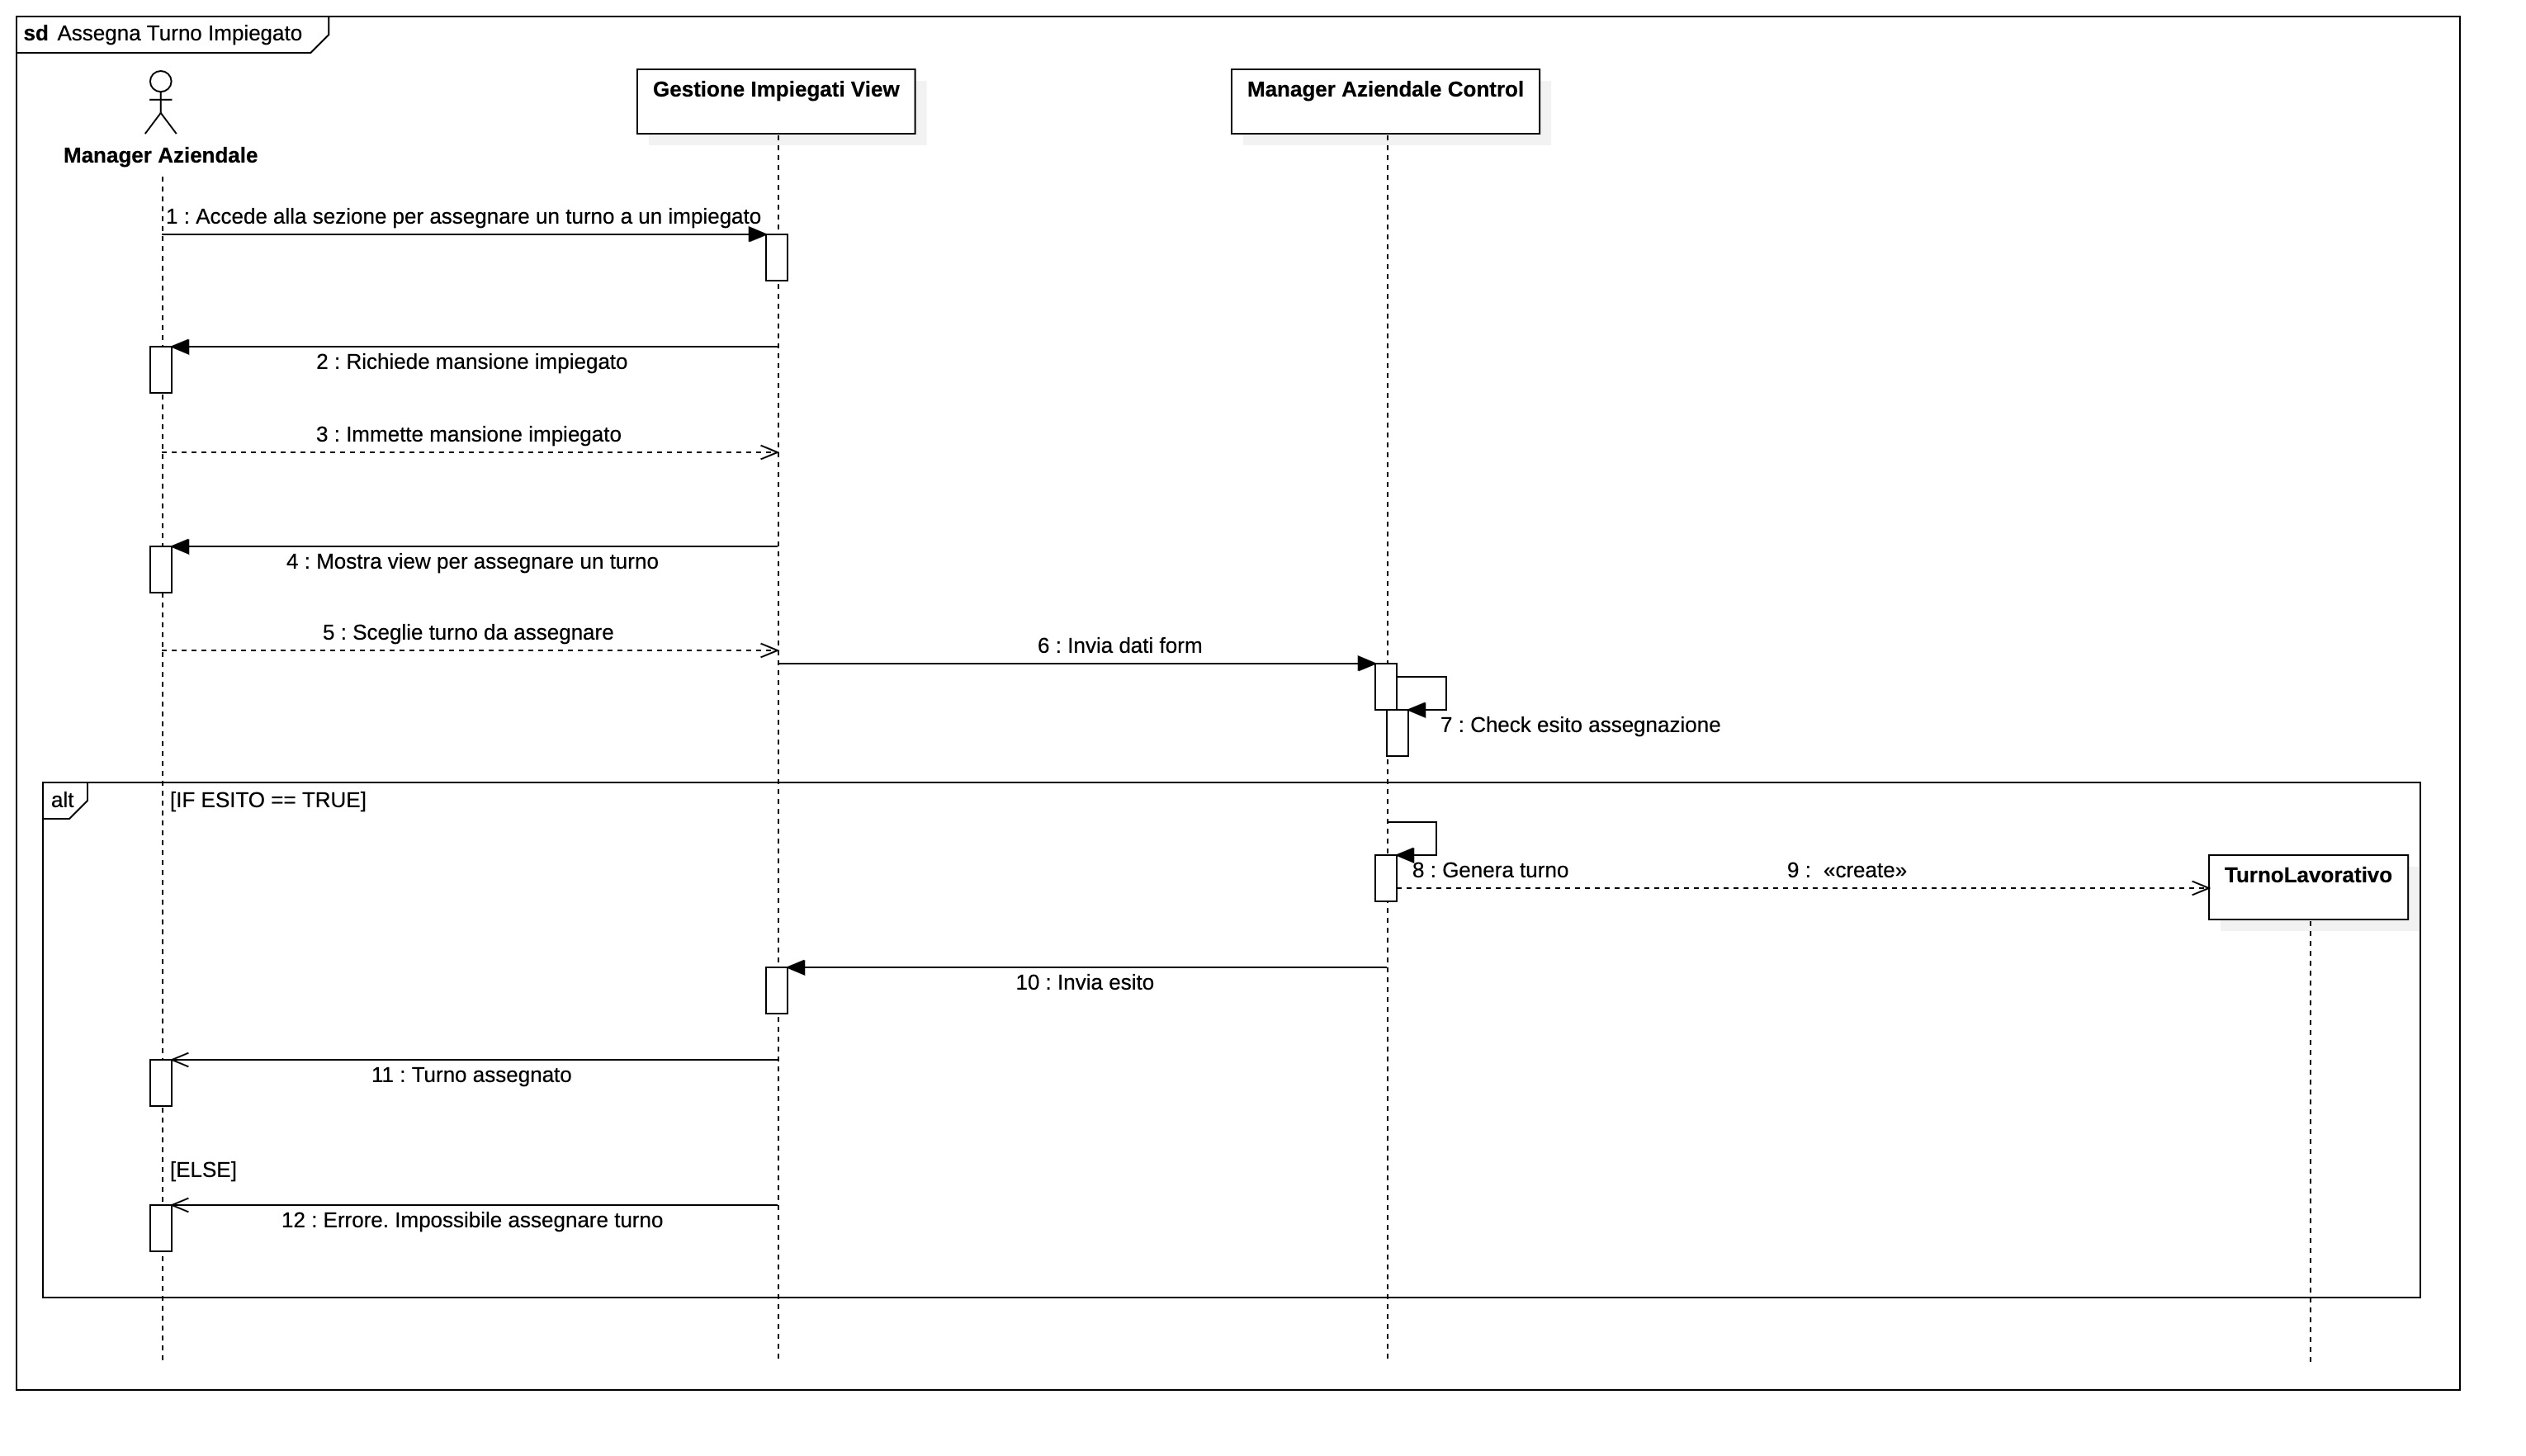 sd Assegna Turno Impiegato
Gestione Impiegati View
Manager Aziendale Control
Manager Aziendale
1 : Accede alla sezione per assegnare un turno a un impiegato
2 : Richiede mansione impiegato
3 : Immette mansione impiegato
4 : Mostra view per assegnare un turno
5 : Sceglie turno da assegnare
6 : Invia dati form
7 : Check esito assegnazione
alt [IF ESITO == TRUE]
8 : Genera turno
9 : «create»
TurnoLavorativo
10 : Invia esito
11 : Turno assegnato
[ELSE]
12 : Errore. Impossibile assegnare turno